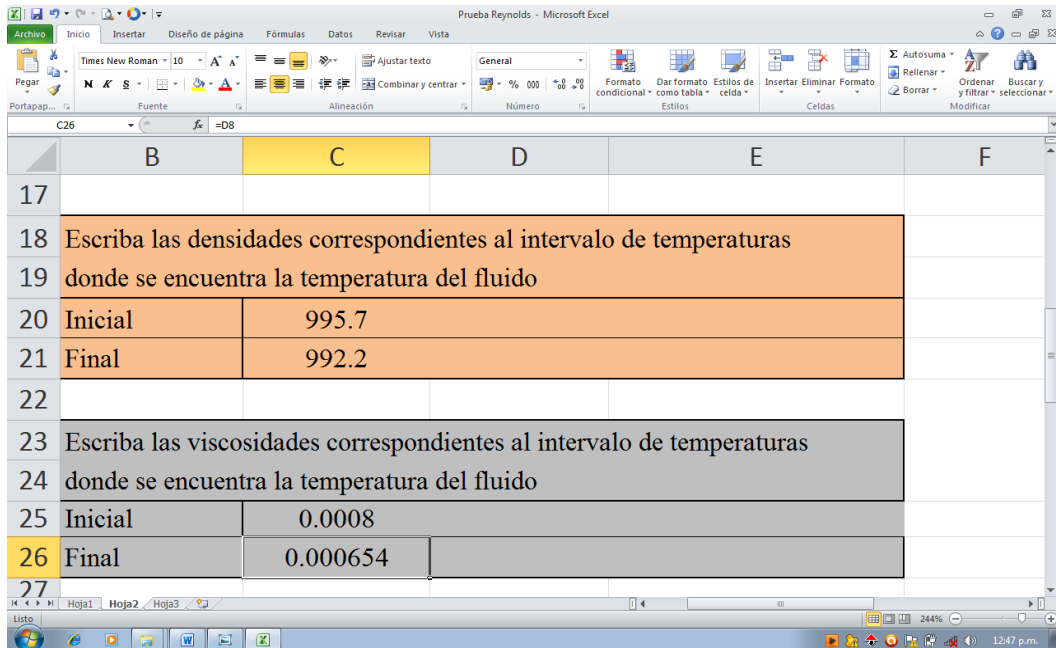 Prueba Reynolds - Microsoft Excel
Archivo Inicio Insertar Diseño de página Fórmulas Datos Revisar Vista
Pegar
Times New Roman 10
A A
Ajustar texto
General
N K S A
Combinar y centrar
% 000
Formato condicional
Dar formato como tabla
Estilos de celda
Insertar Eliminar Formato
Σ Autosuma
Rellenar
Borrar
Ordenar y filtrar
Buscar y seleccionar
Portapap... Fuente Alineación Número Estilos Celdas Modificar
C26 fx =D8
B C D E F
17
18 Escriba las densidades correspondientes al intervalo de temperaturas
19 donde se encuentra la temperatura del fluido
20 Inicial 995.7
21 Final 992.2
22
23 Escriba las viscosidades correspondientes al intervalo de temperaturas
24 donde se encuentra la temperatura del fluido
25 Inicial 0.0008
26 Final 0.000654
27
Hoja1 Hoja2 Hoja3
Listo 244%
12:47 p.m.